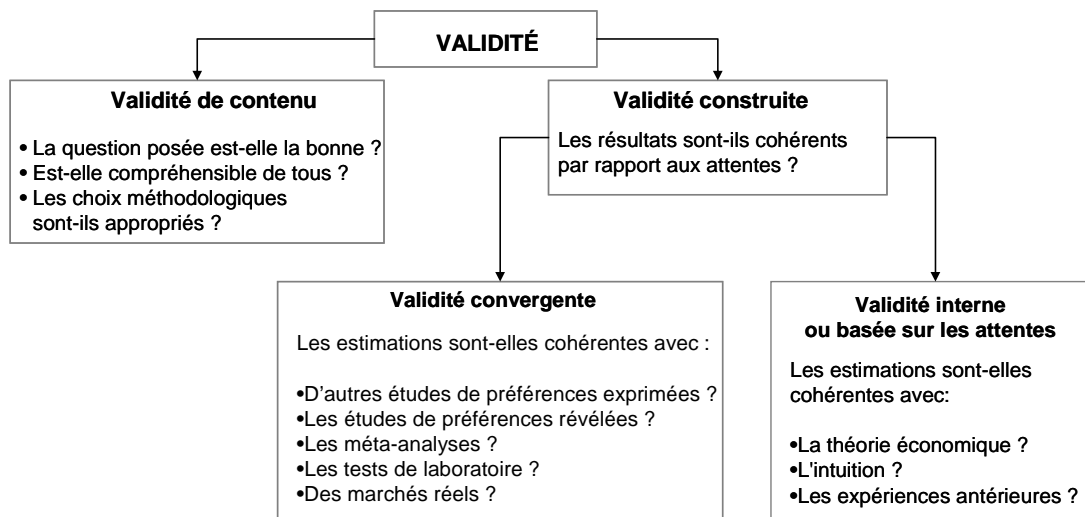 VALIDITÉ
Validité de contenu
• La question posée est-elle la bonne ?
• Est-elle compréhensible de tous ?
• Les choix méthodologiques
sont-ils appropriés ?
Validité construite
Les résultats sont-ils cohérents
par rapport aux attentes ?
Validité convergente
Les estimations sont-elles cohérentes avec :
•D'autres études de préférences exprimées ?
•Les études de préférences révélées ?
•Les méta-analyses ?
•Les tests de laboratoire ?
•Des marchés réels ?
Validité interne
ou basée sur les attentes
Les estimations sont-elles
cohérentes avec:
•La théorie économique ?
•L'intuition ?
•Les expériences antérieures ?